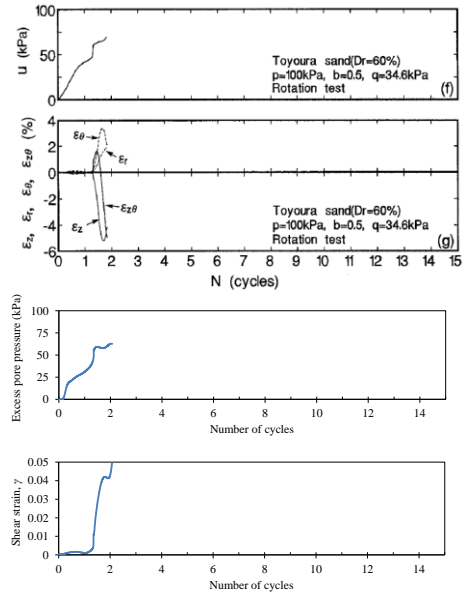 100
50
0
u (kPa)
Toyoura sand(Dr=60%)
p=100kPa, b=0.5, q=34.6kPa
Rotation test
(f)
4
2
0
-2
-4
-6
εz, εr, εθ, εzθ (%)
εθ
εr
εz
εzθ
Toyoura sand(Dr=60%)
p=100kPa, b=0.5, q=34.6kPa
Rotation test
(g)
0 1 2 3 4 5 6 7 8 9 10 11 12 13 14 15
N (cycles)
100
75
50
25
0
Excess pore pressure (kPa)
0 2 4 6 8 10 12 14
Number of cycles
0.05
0.04
0.03
0.02
0.01
0
Shear strain, γ
0 2 4 6 8 10 12 14
Number of cycles